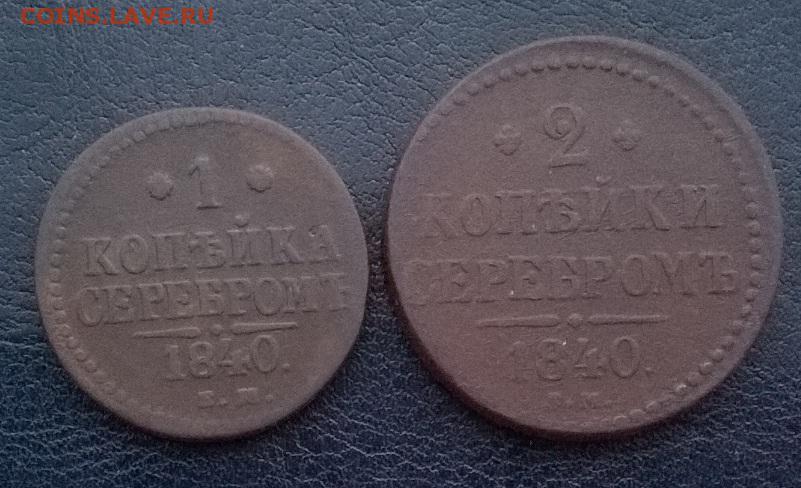 COINS.LAVE.RU
1
КОПѢЙКА
СЕРЕБРОМЪ
1840.
Е.М.
2
КОПѢЙКИ
СЕРЕБРОМЪ
1840.